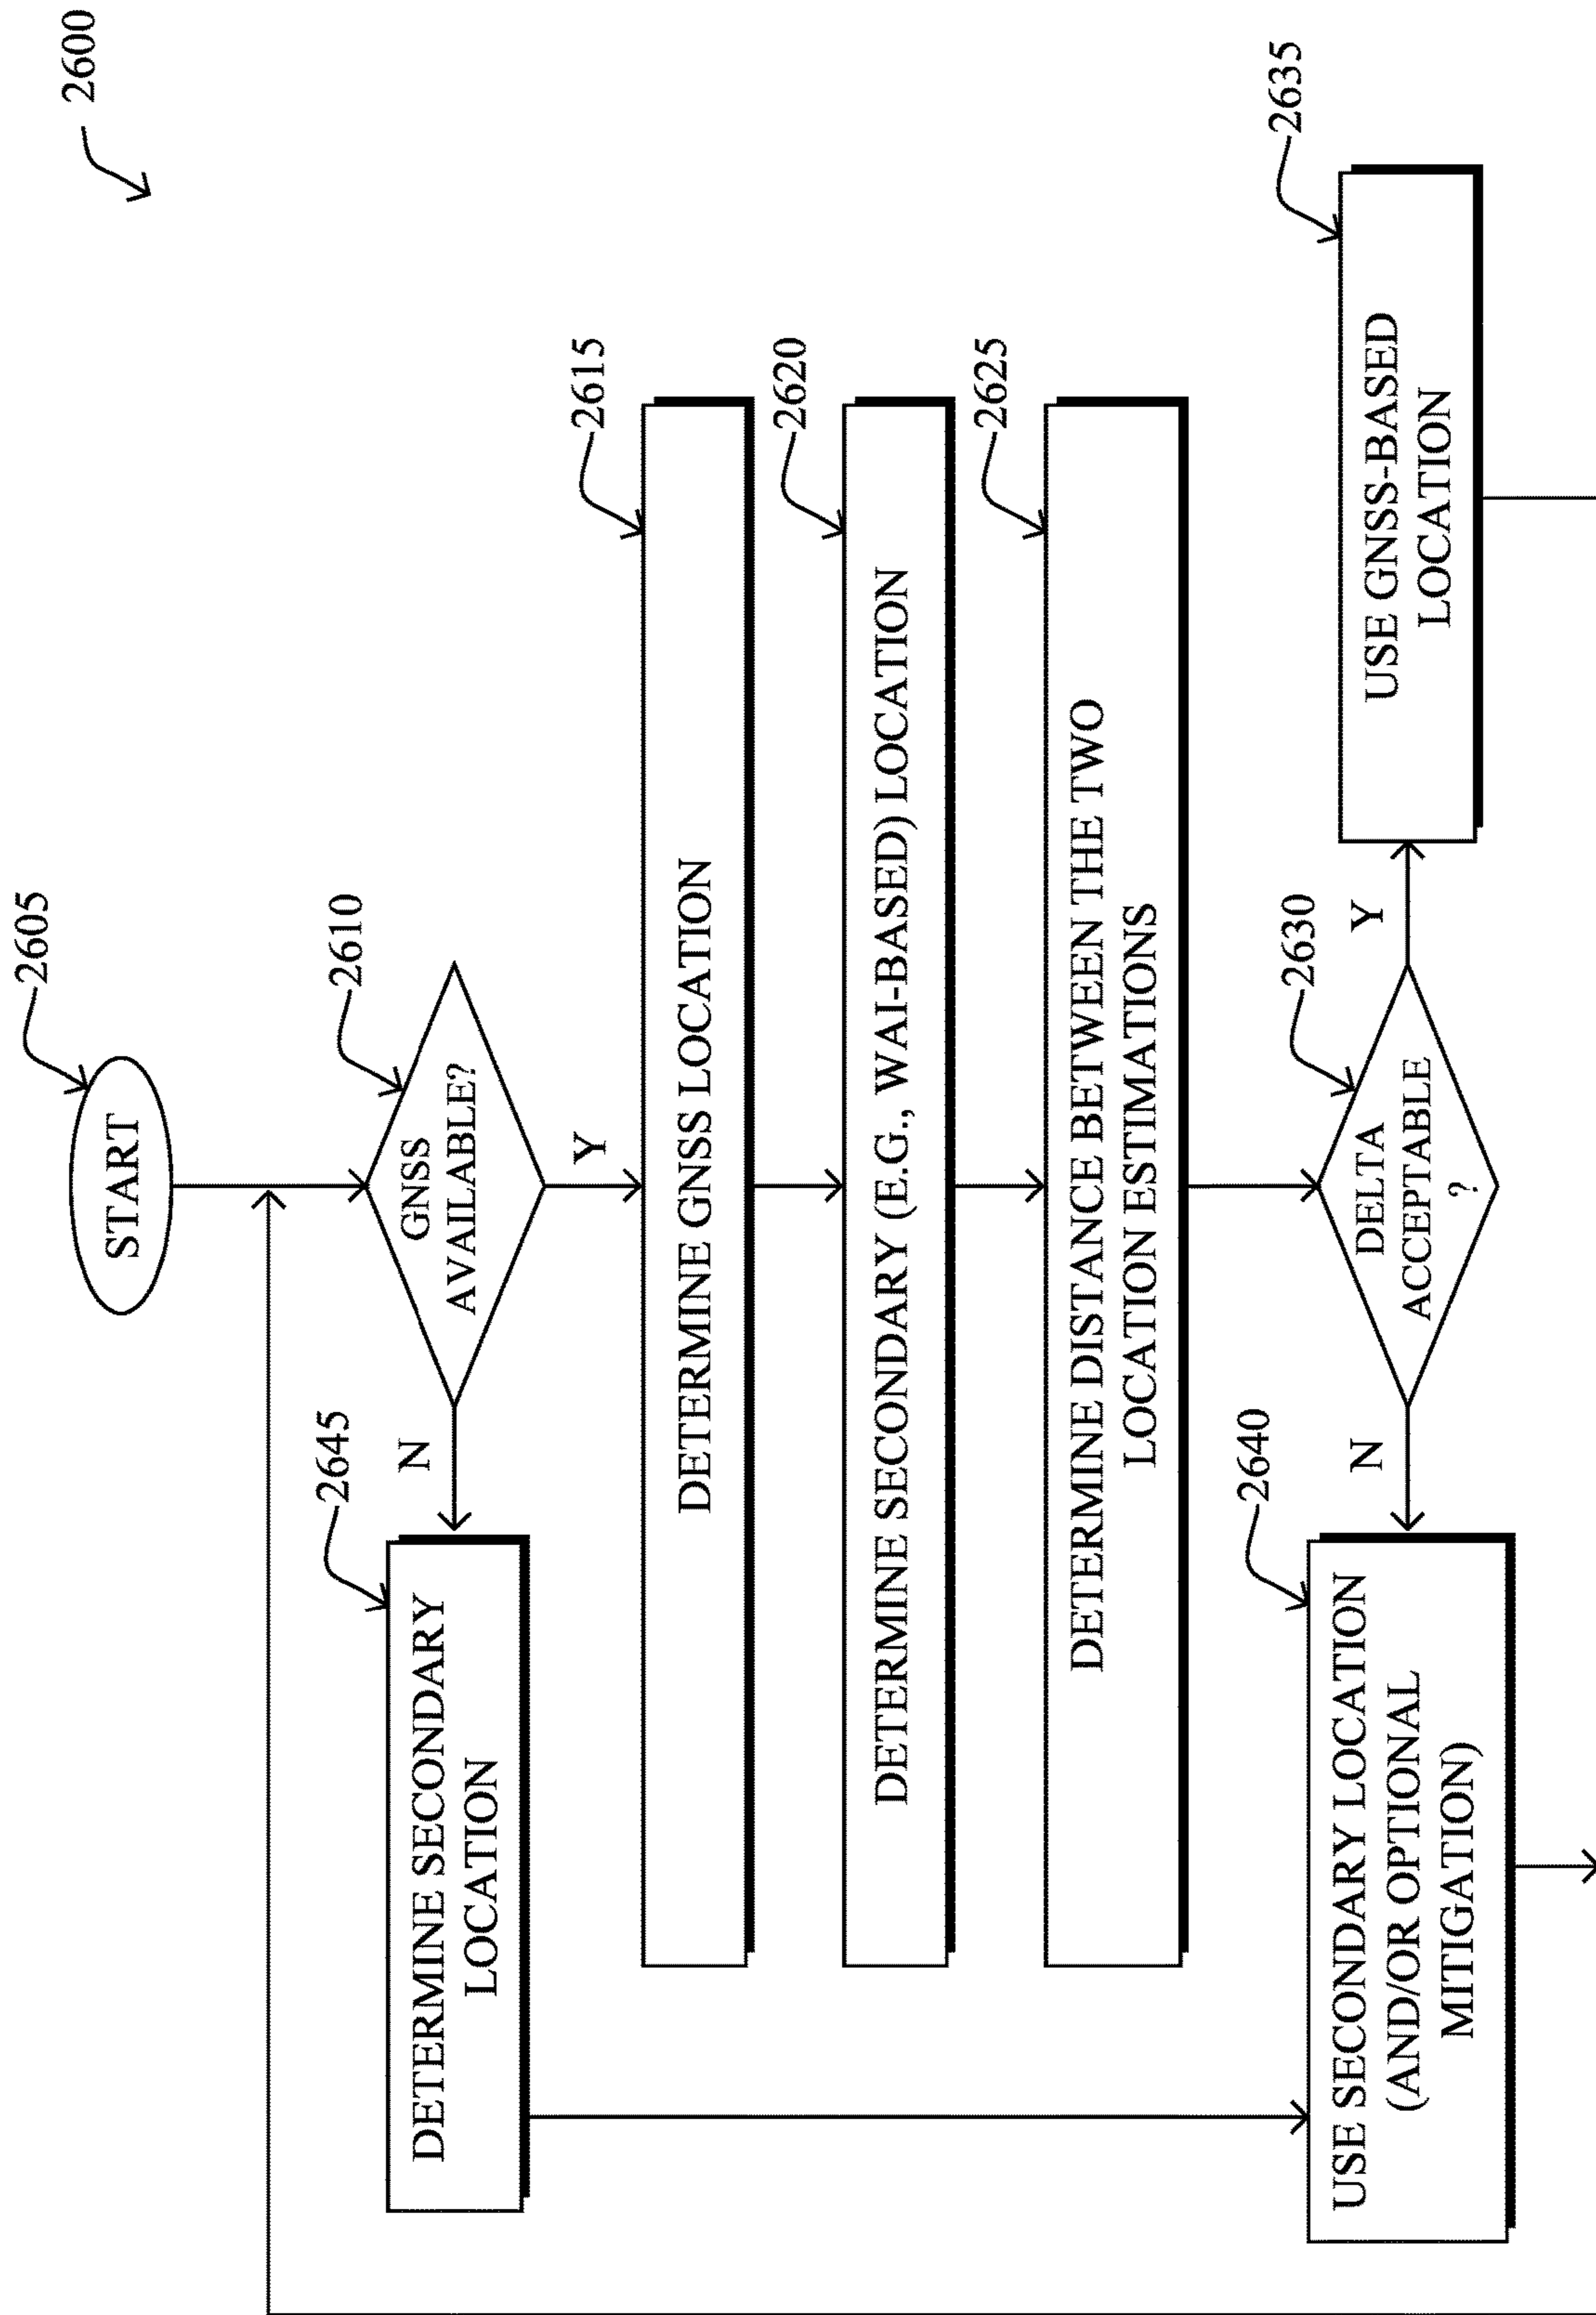 2600
2605
START
2610
GNSS
AVAILABLE?
N
Y
2645
DETERMINE SECONDARY
LOCATION
2615
DETERMINE GNSS LOCATION
2620
DETERMINE SECONDARY (E.G., WAI-BASED) LOCATION
2625
DETERMINE DISTANCE BETWEEN THE TWO
LOCATION ESTIMATIONS
2630
DELTA
ACCEPTABLE
?
N
Y
2640
USE SECONDARY LOCATION
(AND/OR OPTIONAL
MITIGATION)
2635
USE GNSS-BASED
LOCATION